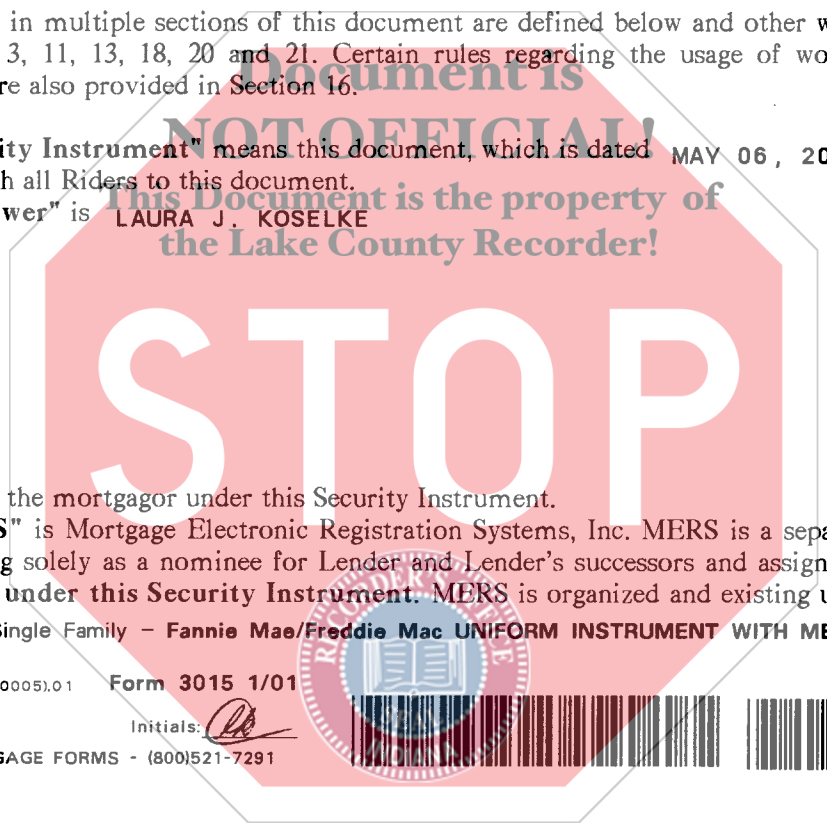 in multiple sections of this document are defined below and other w
3, 11, 13, 18, 20 and 21. Certain rules regarding the usage of wo
re also provided in Section 16.
Document is
NOT OFFICIAL!
ity Instrument" means this document, which is dated MAY 06, 20
h all Riders to this document.
This Document is the property of
wer" is LAURA J. KOSELKE
the Lake County Recorder!
STOP
the mortgagor under this Security Instrument.
S" is Mortgage Electronic Registration Systems, Inc. MERS is a sepa
g solely as a nominee for Lender and Lender's successors and assign
under this Security Instrument. MERS is organized and existing u
RECORDER'S OFFICE
Single Family – Fannie Mae/Freddie Mac UNIFORM INSTRUMENT WITH ME
0005).01 Form 3015 1/01
Initials:
SEAL
INDIANA
GAGE FORMS - (800)521-7291